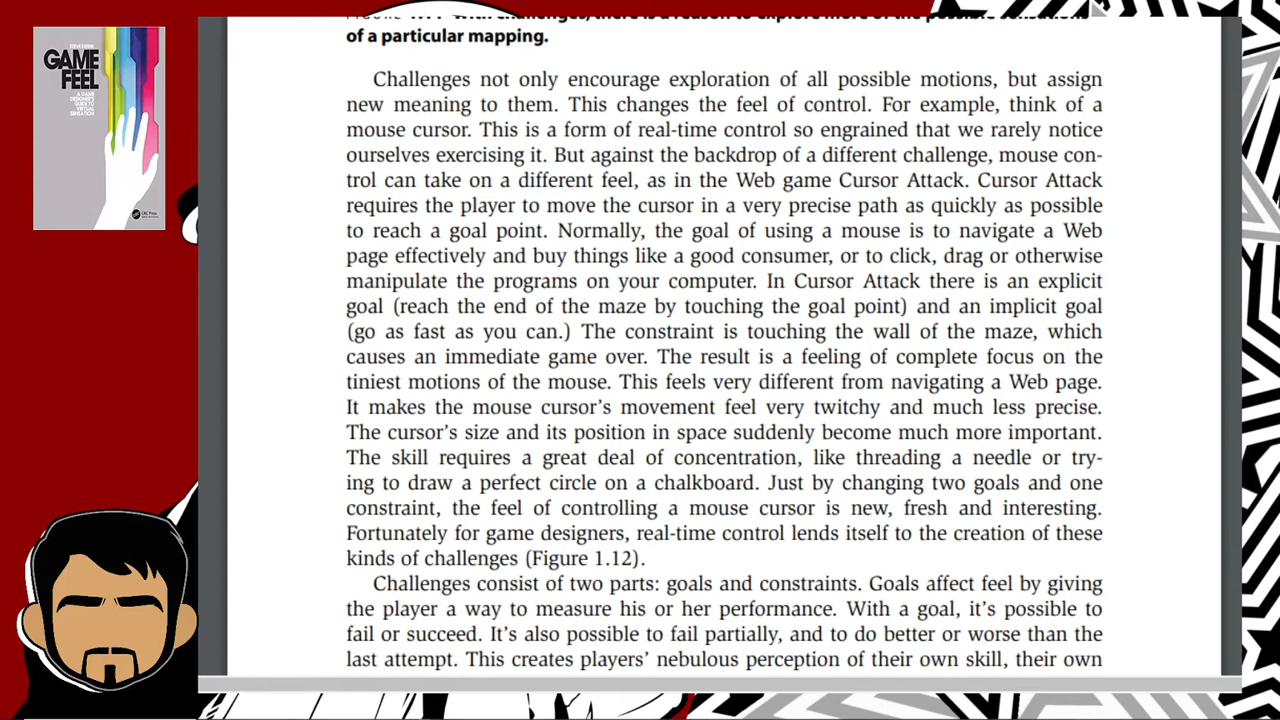 STEVE SWINK
GAME
FEEL
A GAME
DESIGNER'S
GUIDE TO
VIRTUAL
SENSATION
CRC Press
of a particular mapping.
Challenges not only encourage exploration of all possible motions, but assign
new meaning to them. This changes the feel of control. For example, think of a
mouse cursor. This is a form of real-time control so engrained that we rarely notice
ourselves exercising it. But against the backdrop of a different challenge, mouse con-
trol can take on a different feel, as in the Web game Cursor Attack. Cursor Attack
requires the player to move the cursor in a very precise path as quickly as possible
to reach a goal point. Normally, the goal of using a mouse is to navigate a Web
page effectively and buy things like a good consumer, or to click, drag or otherwise
manipulate the programs on your computer. In Cursor Attack there is an explicit
goal (reach the end of the maze by touching the goal point) and an implicit goal
(go as fast as you can.) The constraint is touching the wall of the maze, which
causes an immediate game over. The result is a feeling of complete focus on the
tiniest motions of the mouse. This feels very different from navigating a Web page.
It makes the mouse cursor's movement feel very twitchy and much less precise.
The cursor's size and its position in space suddenly become much more important.
The skill requires a great deal of concentration, like threading a needle or try-
ing to draw a perfect circle on a chalkboard. Just by changing two goals and one
constraint, the feel of controlling a mouse cursor is new, fresh and interesting.
Fortunately for game designers, real-time control lends itself to the creation of these
kinds of challenges (Figure 1.12).
Challenges consist of two parts: goals and constraints. Goals affect feel by giving
the player a way to measure his or her performance. With a goal, it's possible to
fail or succeed. It's also possible to fail partially, and to do better or worse than the
last attempt. This creates players' nebulous perception of their own skill, their own